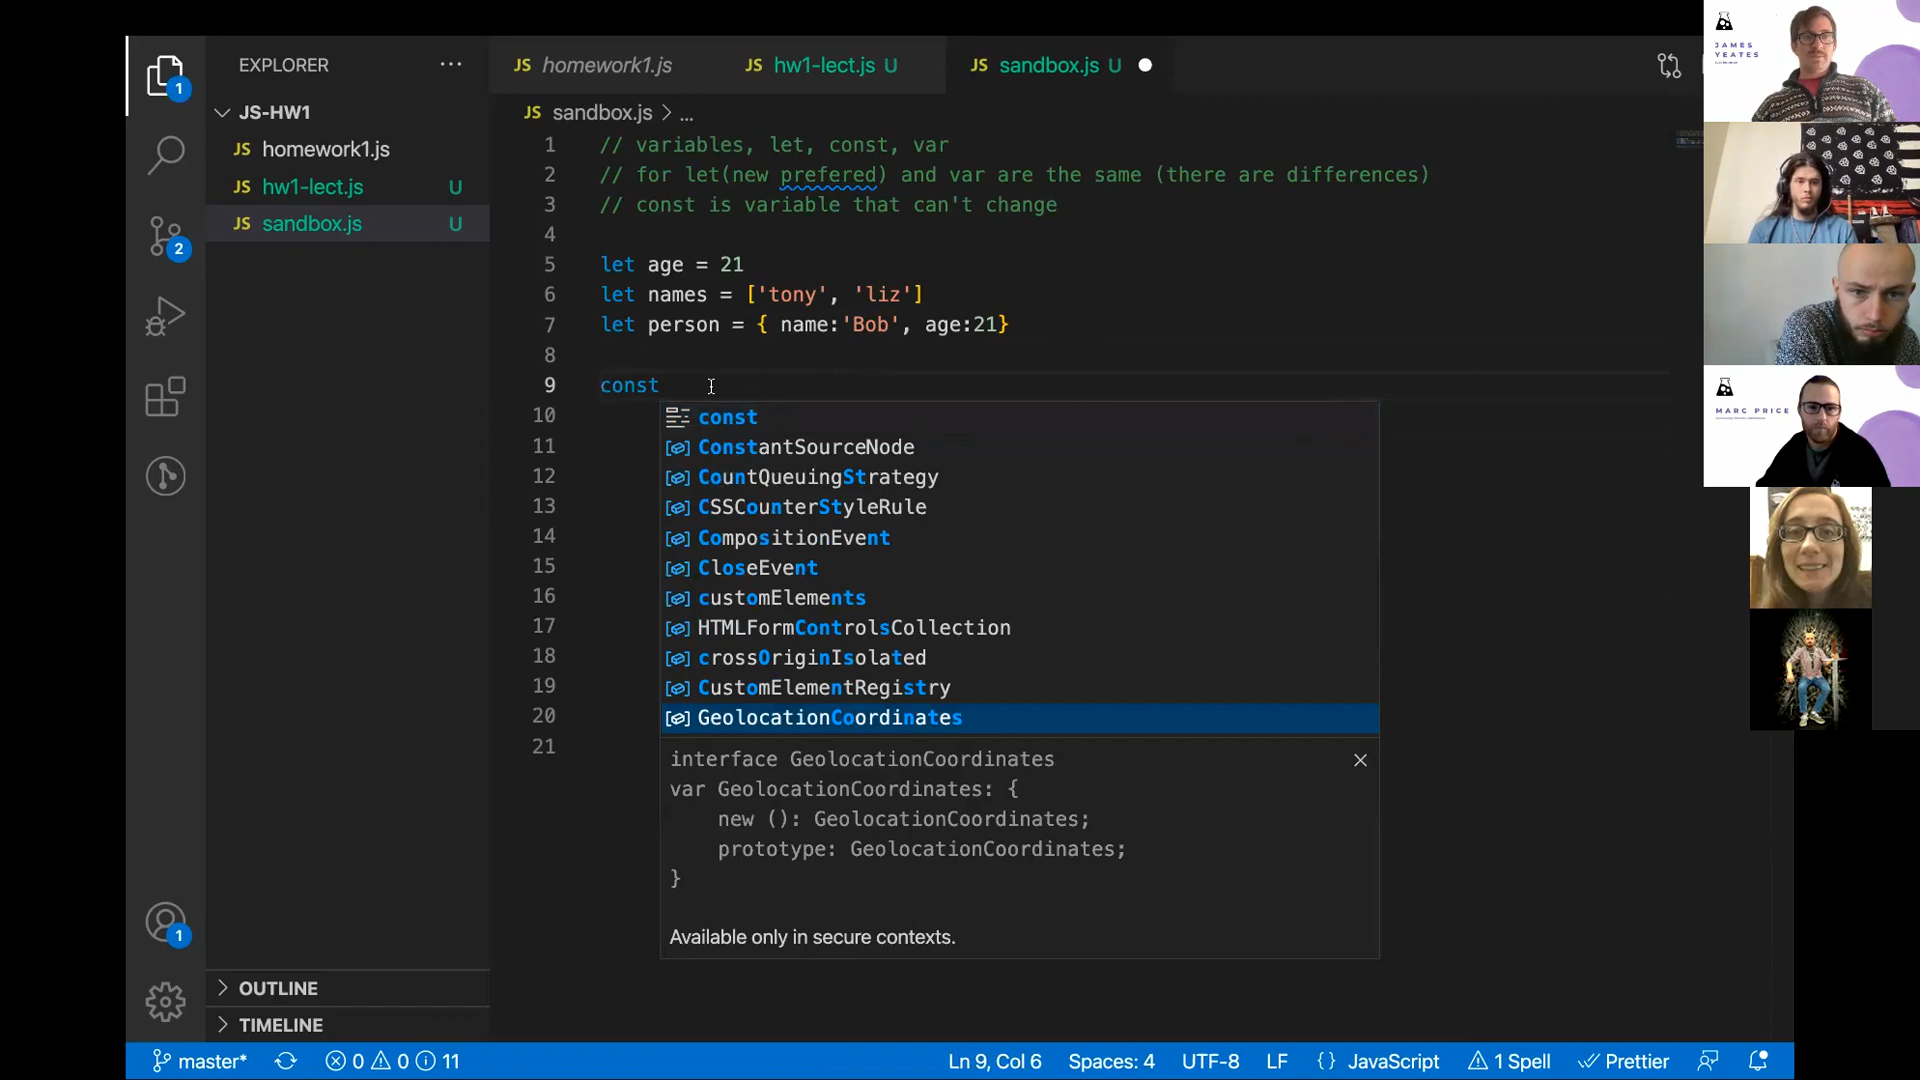 EXPLORER ...
JS homework1.js
JS hw1-lect.js U
JS sandbox.js U
JS-HW1
JS homework1.js
JS hw1-lect.js U
JS sandbox.js U
JS sandbox.js > ...
1 // variables, let, const, var
2 // for let(new prefered) and var are the same (there are differences)
3 // const is variable that can't change
4
5 let age = 21
6 let names = ['tony', 'liz']
7 let person = { name:'Bob', age:21}
8
9 const
10
11
12
13
14
15
16
17
18
19
20
21
const
ConstantSourceNode
CountQueuingStrategy
CSSCounterStyleRule
CompositionEvent
CloseEvent
customElements
HTMLFormControlsCollection
crossOriginIsolated
CustomElementRegistry
GeolocationCoordinates
interface GeolocationCoordinates
var GeolocationCoordinates: {
new (): GeolocationCoordinates;
prototype: GeolocationCoordinates;
}
Available only in secure contexts.
1
2
1
OUTLINE
TIMELINE
master* 0 0 11 Ln 9, Col 6 Spaces: 4 UTF-8 LF {} JavaScript 1 Spell Prettier
JAMES
YEATES
MARC PRICE